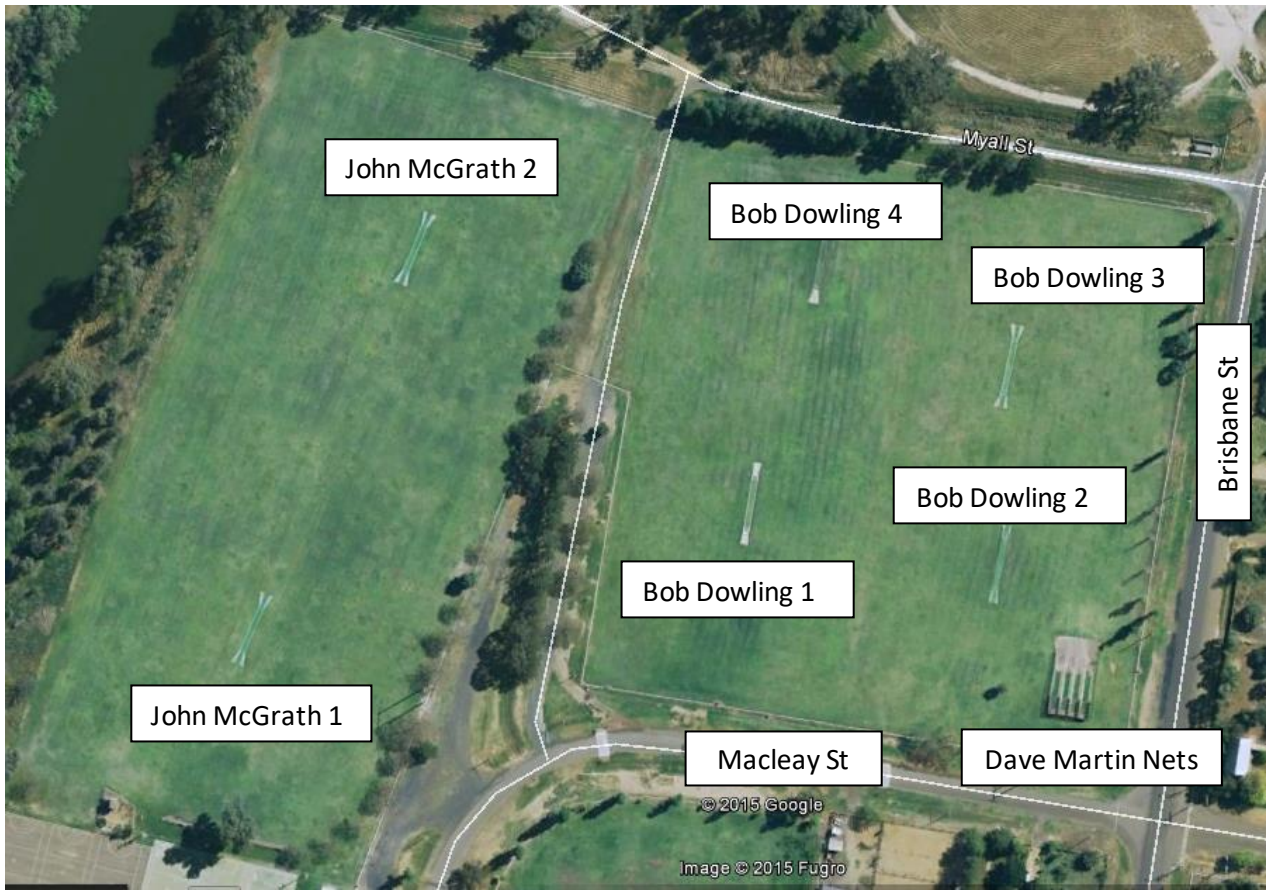 Myall St
John McGrath 2
Bob Dowling 4
Bob Dowling 3
Brisbane St
Bob Dowling 2
Bob Dowling 1
John McGrath 1
Macleay St
Dave Martin Nets
© 2015 Google
Image © 2015 Fugro